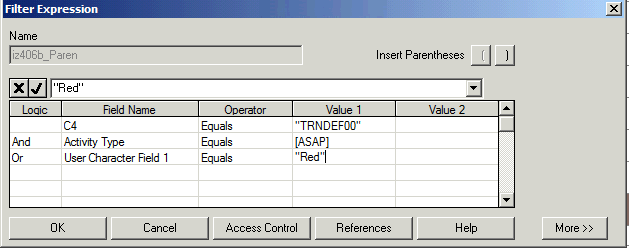 Filter Expression
Name
iz406b_Paren
Insert Parentheses ( )
"Red"
Logic Field Name Operator Value 1 Value 2
C4 Equals "TRNDEF00"
And Activity Type Equals [ASAP]
Or User Character Field 1 Equals "Red"
OK Cancel Access Control References Help More >>